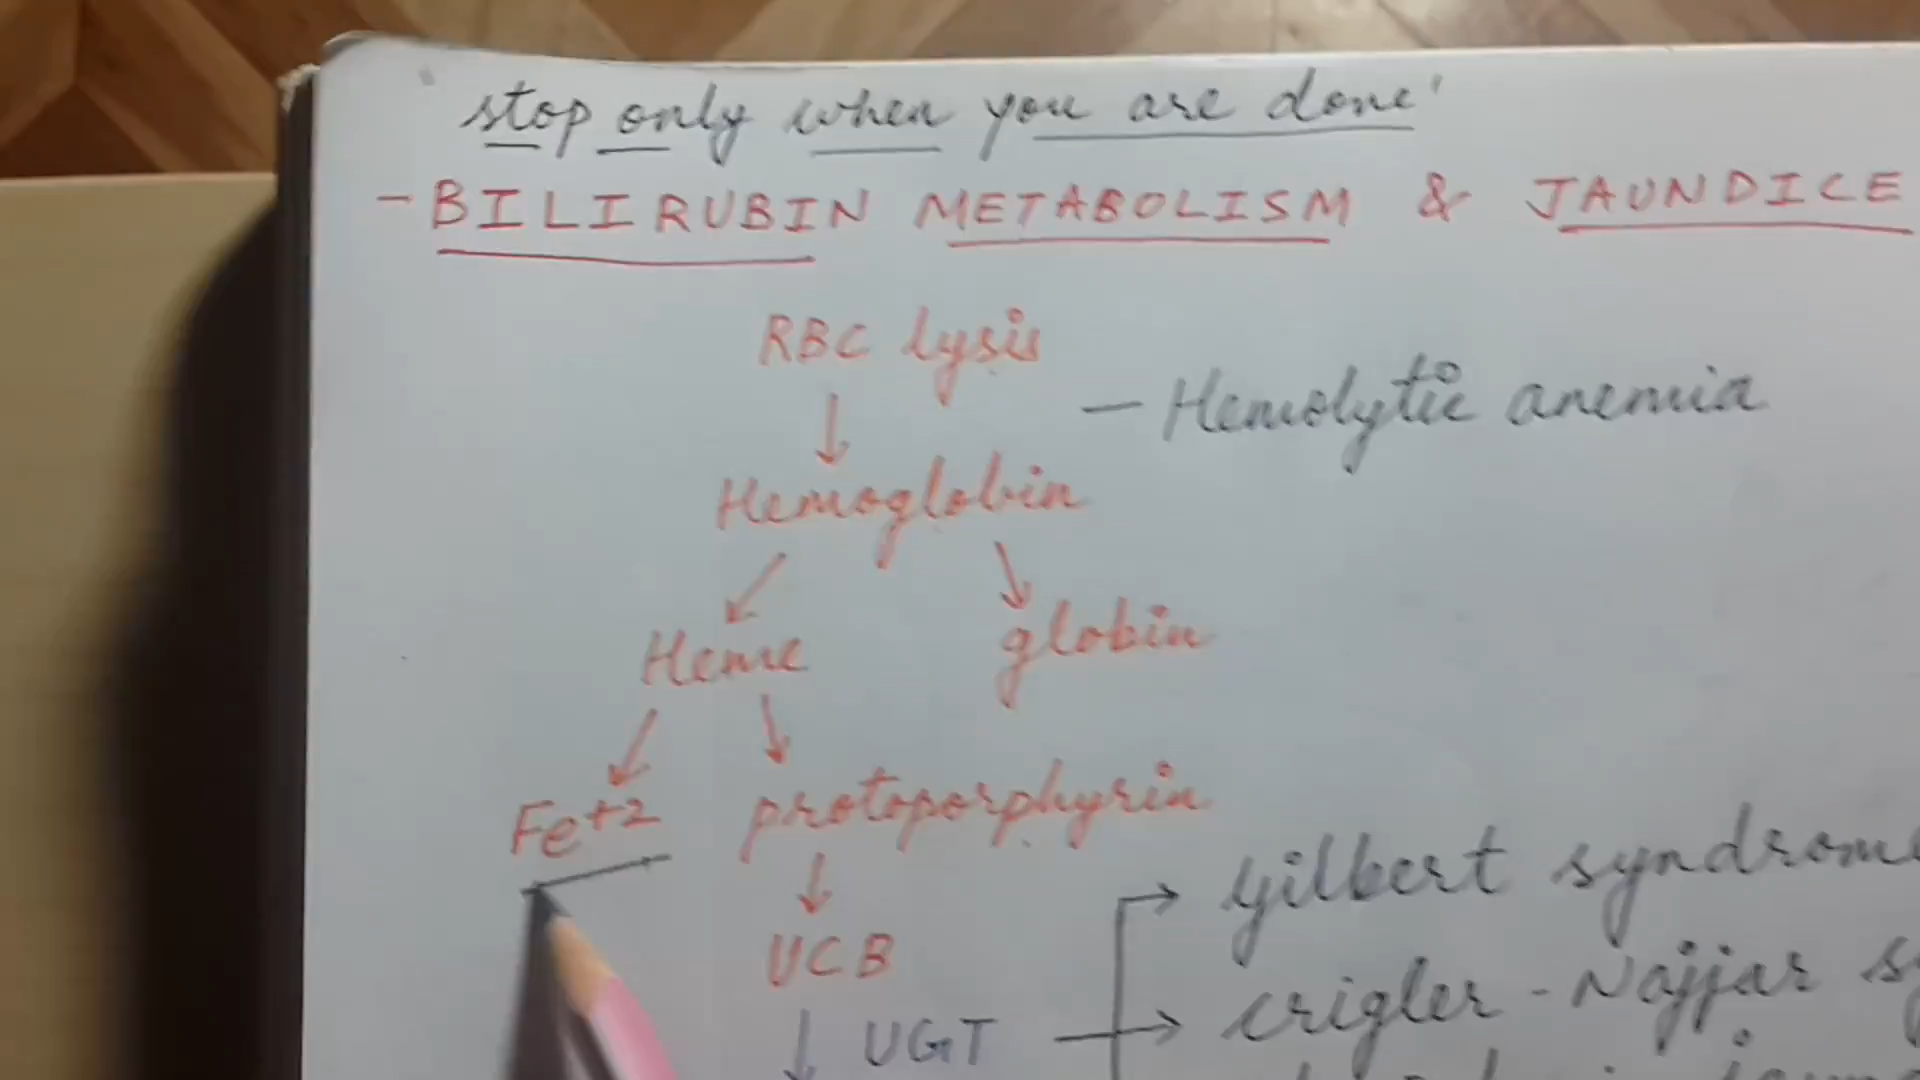 stop only when you are done'
- BILIRUBIN METABOLISM & JAUNDICE
RBC lysis
- Hemolytic anemia
Hemoglobin
Heme globin
Fe+2 protoporphyrin
Gilbert syndrome
UCB
Crigler-Najjar
UGT